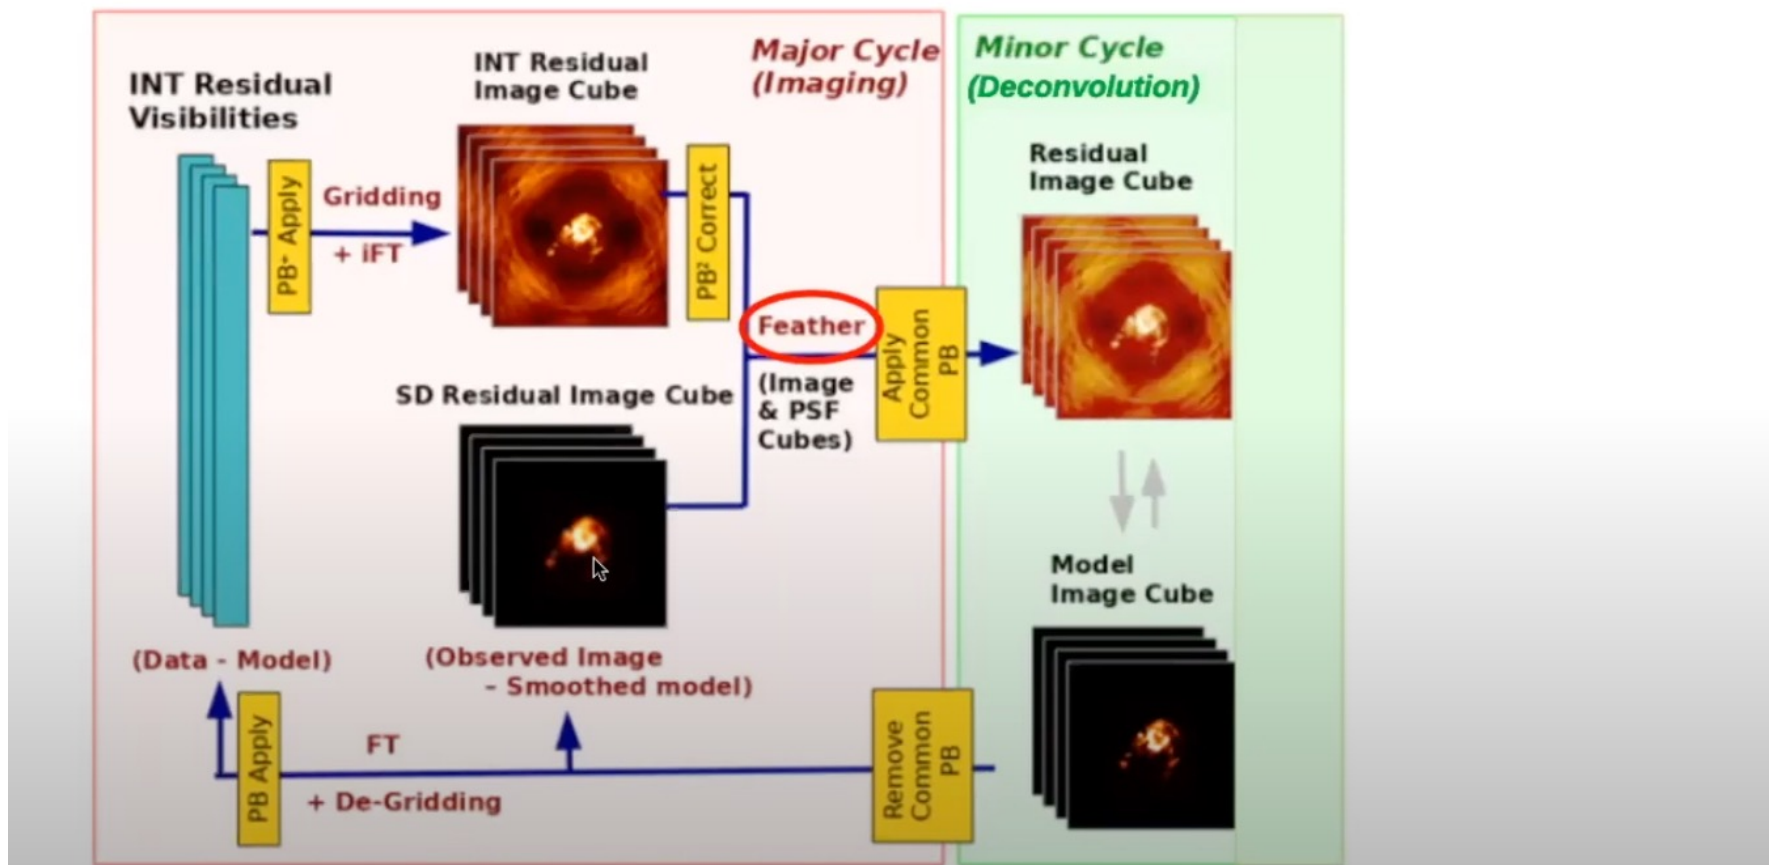 INT Residual
Visibilities
PB⁺ Apply
Gridding
+ iFT
INT Residual
Image Cube
PB² Correct
Major Cycle
(Imaging)
Feather
(Image
& PSF
Cubes)
Apply
Common
PB
SD Residual Image Cube
(Data - Model)
(Observed Image
– Smoothed model)
PB Apply
FT
+ De-Gridding
Remove
Common
PB
Minor Cycle
(Deconvolution)
Residual
Image Cube
Model
Image Cube